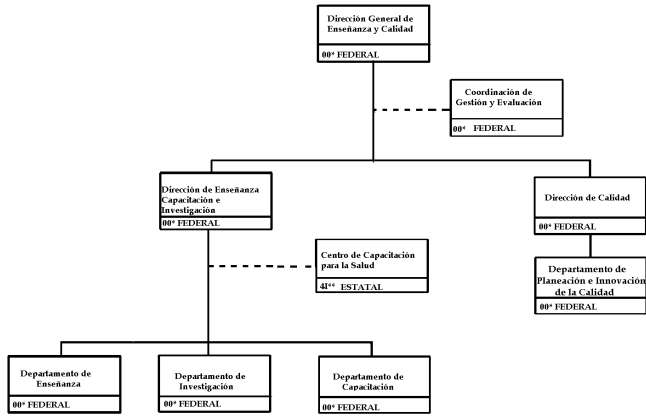 Dirección General de
Enseñanza y Calidad
00* FEDERAL
Coordinación de
Gestión y Evaluación
00* FEDERAL
Dirección de Enseñanza
Capacitación e
Investigación
00* FEDERAL
Dirección de Calidad
00* FEDERAL
Centro de Capacitación
para la Salud
4I** ESTATAL
Departamento de
Planeación e Innovación
de la Calidad
00* FEDERAL
Departamento de
Enseñanza
00* FEDERAL
Departamento de
Investigación
00* FEDERAL
Departamento de
Capacitación
00* FEDERAL